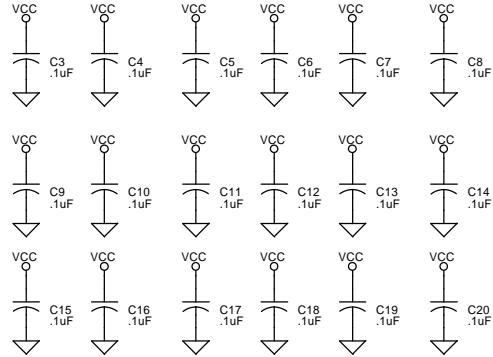 VCC VCC VCC VCC VCC VCC
C3 C4 C5 C6 C7 C8
.1uF .1uF .1uF .1uF .1uF .1uF
VCC VCC VCC VCC VCC VCC
C9 C10 C11 C12 C13 C14
.1uF .1uF .1uF .1uF .1uF .1uF
VCC VCC VCC VCC VCC VCC
C15 C16 C17 C18 C19 C20
.1uF .1uF .1uF .1uF .1uF .1uF